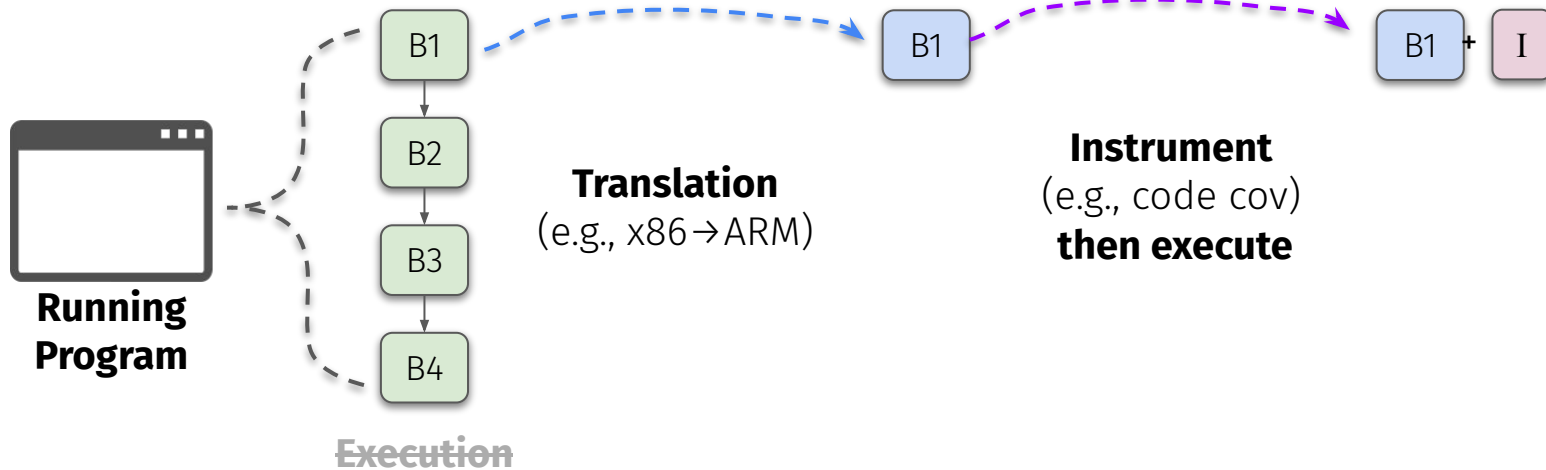 B1
B2
B3
B4
Running
Program
Execution
Translation
(e.g., x86→ARM)
B1
Instrument
(e.g., code cov)
then execute
B1
+
I